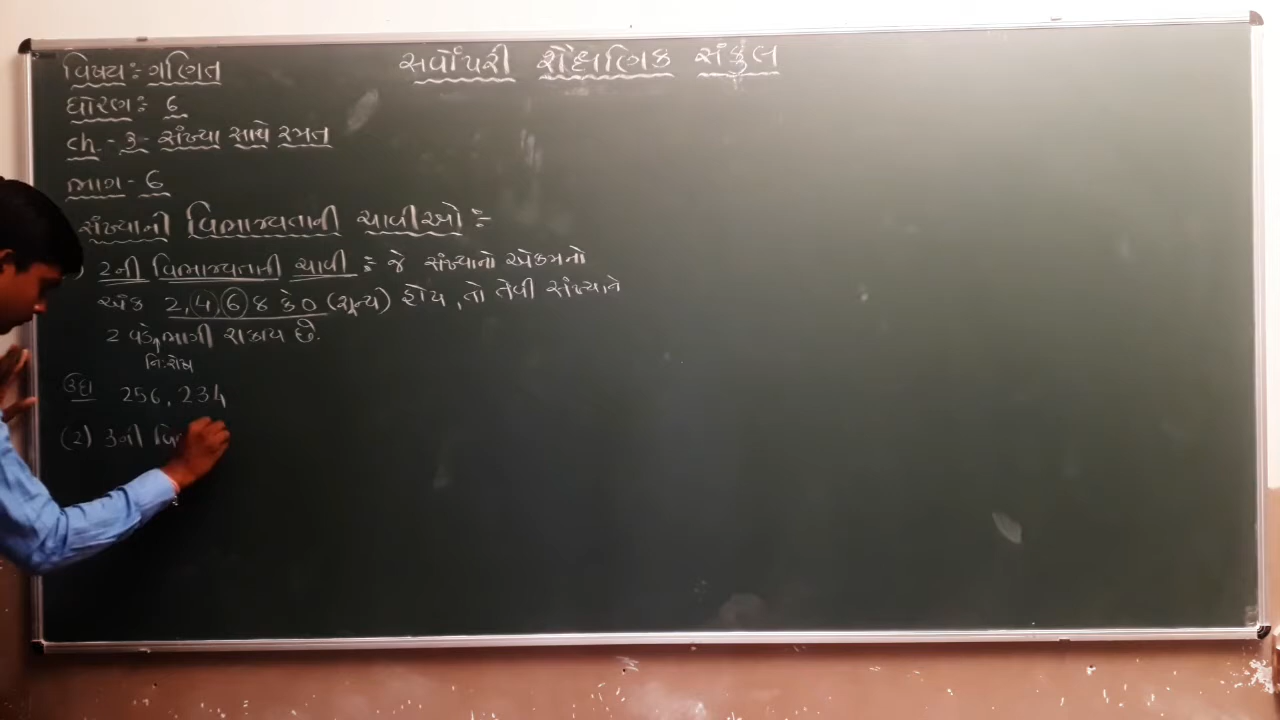 સર્વોપરી શૈક્ષણિક સંકુલ
વિષય : ગણિત
ધોરણ : 6
ch. - 3 - સંખ્યા સાથે રમત
ભાગ - 6
સંખ્યાની વિભાજ્યતાની ચાવીઓ :-
) 2ની વિભાજ્યતાની ચાવી :- જે સંખ્યાનો એકમનો
અંક 2, 4, 6 8 કે 0 (શૂન્ય) હોય, તો તેવી સંખ્યાને
2 વડે ભાગી શકાય છે.
નિ:શેષ
ઉદા 256, 234
(2) 3ની વિ